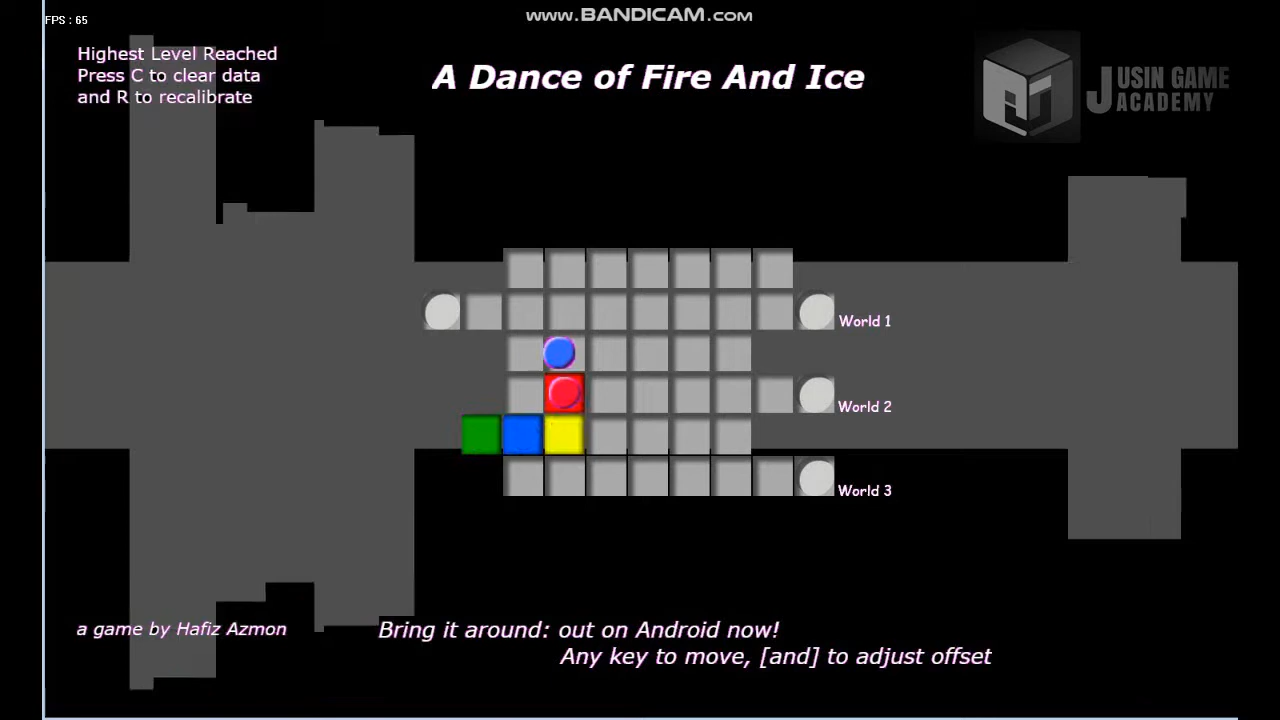 FPS : 65
www.BANDICAM.com
Highest Level Reached
Press C to clear data
and R to recalibrate
A Dance of Fire And Ice
JUSIN GAME
ACADEMY
World 1
World 2
World 3
a game by Hafiz Azmon
Bring it around: out on Android now!
Any key to move, [and] to adjust offset